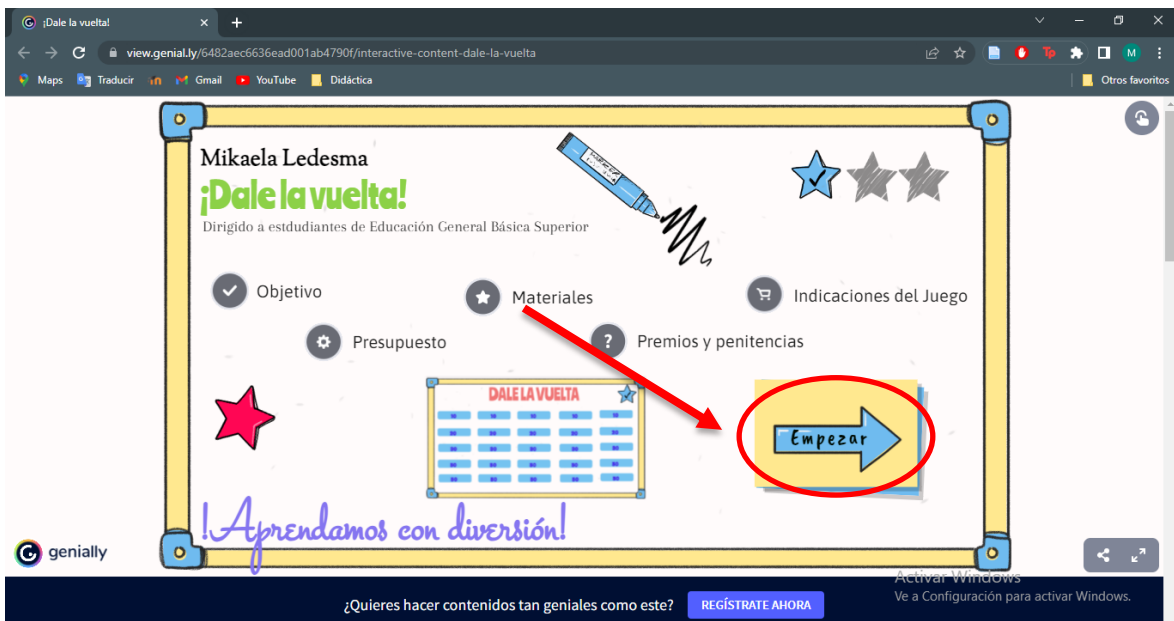 ¡Dale la vuelta!
view.genial.ly/6482aec6636ead001ab4790f/interactive-content-dale-la-vuelta
Maps
Traducir
Gmail
YouTube
Didáctica
Otros favoritos
Mikaela Ledesma
¡Dale la vuelta!
Dirigido a estdudiantes de Educación General Básica Superior
Objetivo
Materiales
Indicaciones del Juego
Presupuesto
Premios y penitencias
DALE LA VUELTA
Empezar
!Aprendamos con diversión!
genially
Activar Windows
Ve a Configuración para activar Windows.
¿Quieres hacer contenidos tan geniales como este?
REGÍSTRATE AHORA